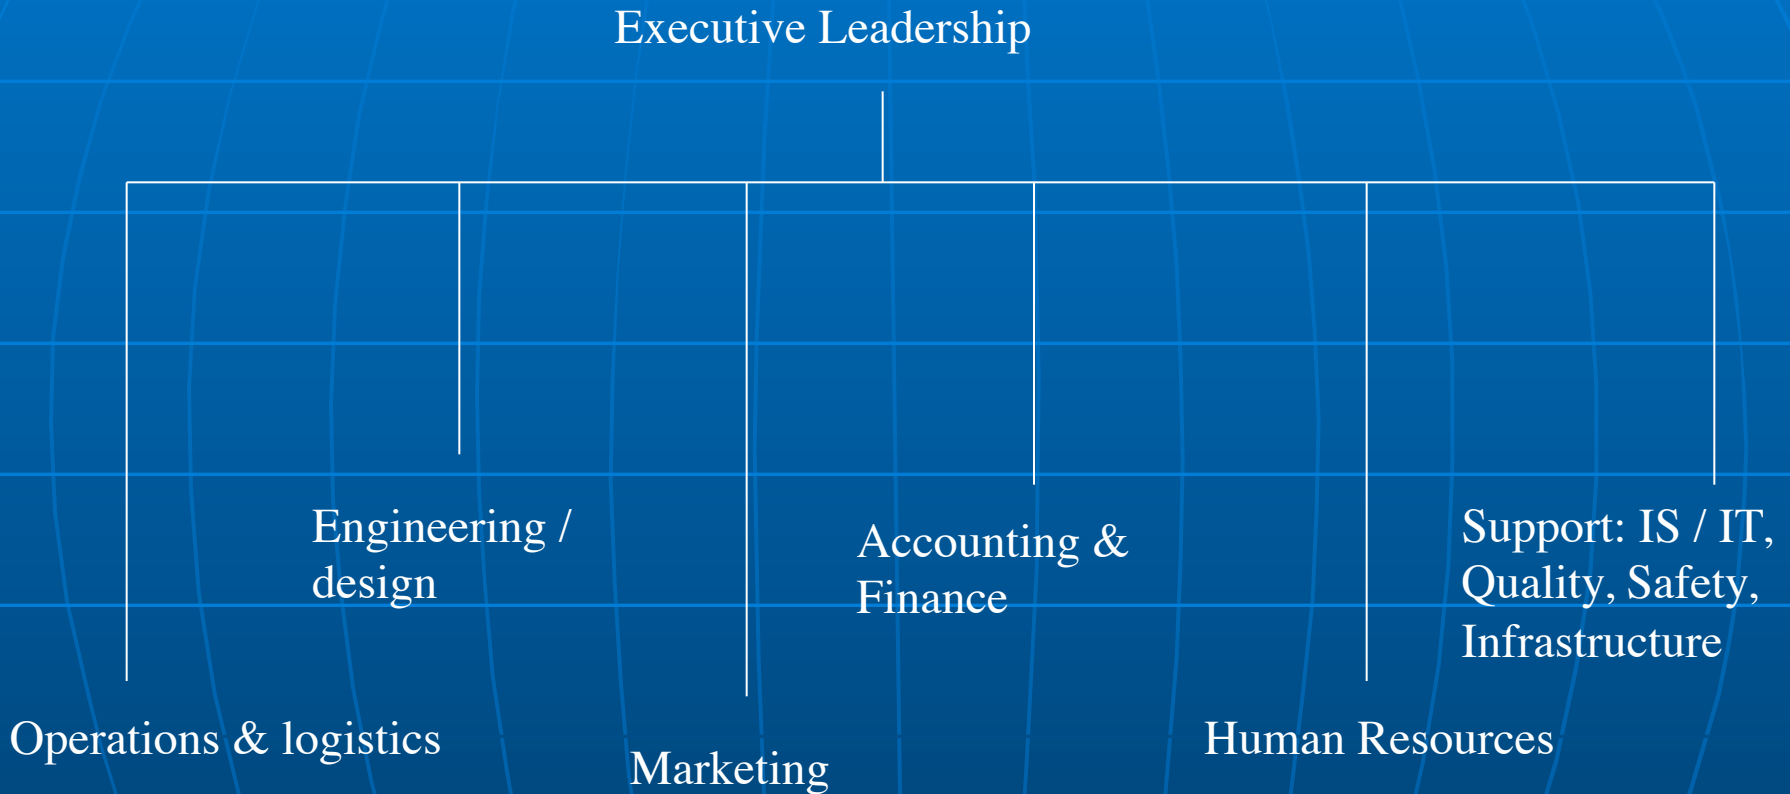 Executive Leadership
Engineering /
design
Accounting &
Finance
Support: IS / IT,
Quality, Safety,
Infrastructure
Operations & logistics
Marketing
Human Resources